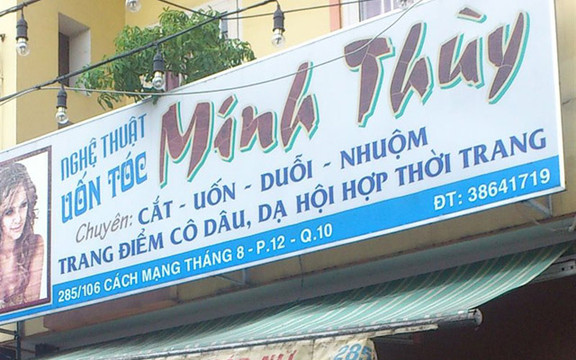 NGHỆ THUẬT
UỐN TÓC
Minh Thùy
Chuyên: CẮT - UỐN - DUỖI - NHUỘM
TRANG ĐIỂM CÔ DÂU, DẠ HỘI HỢP THỜI TRANG
285/106 CÁCH MẠNG THÁNG 8 - P.12 - Q.10
ĐT: 38641719
285